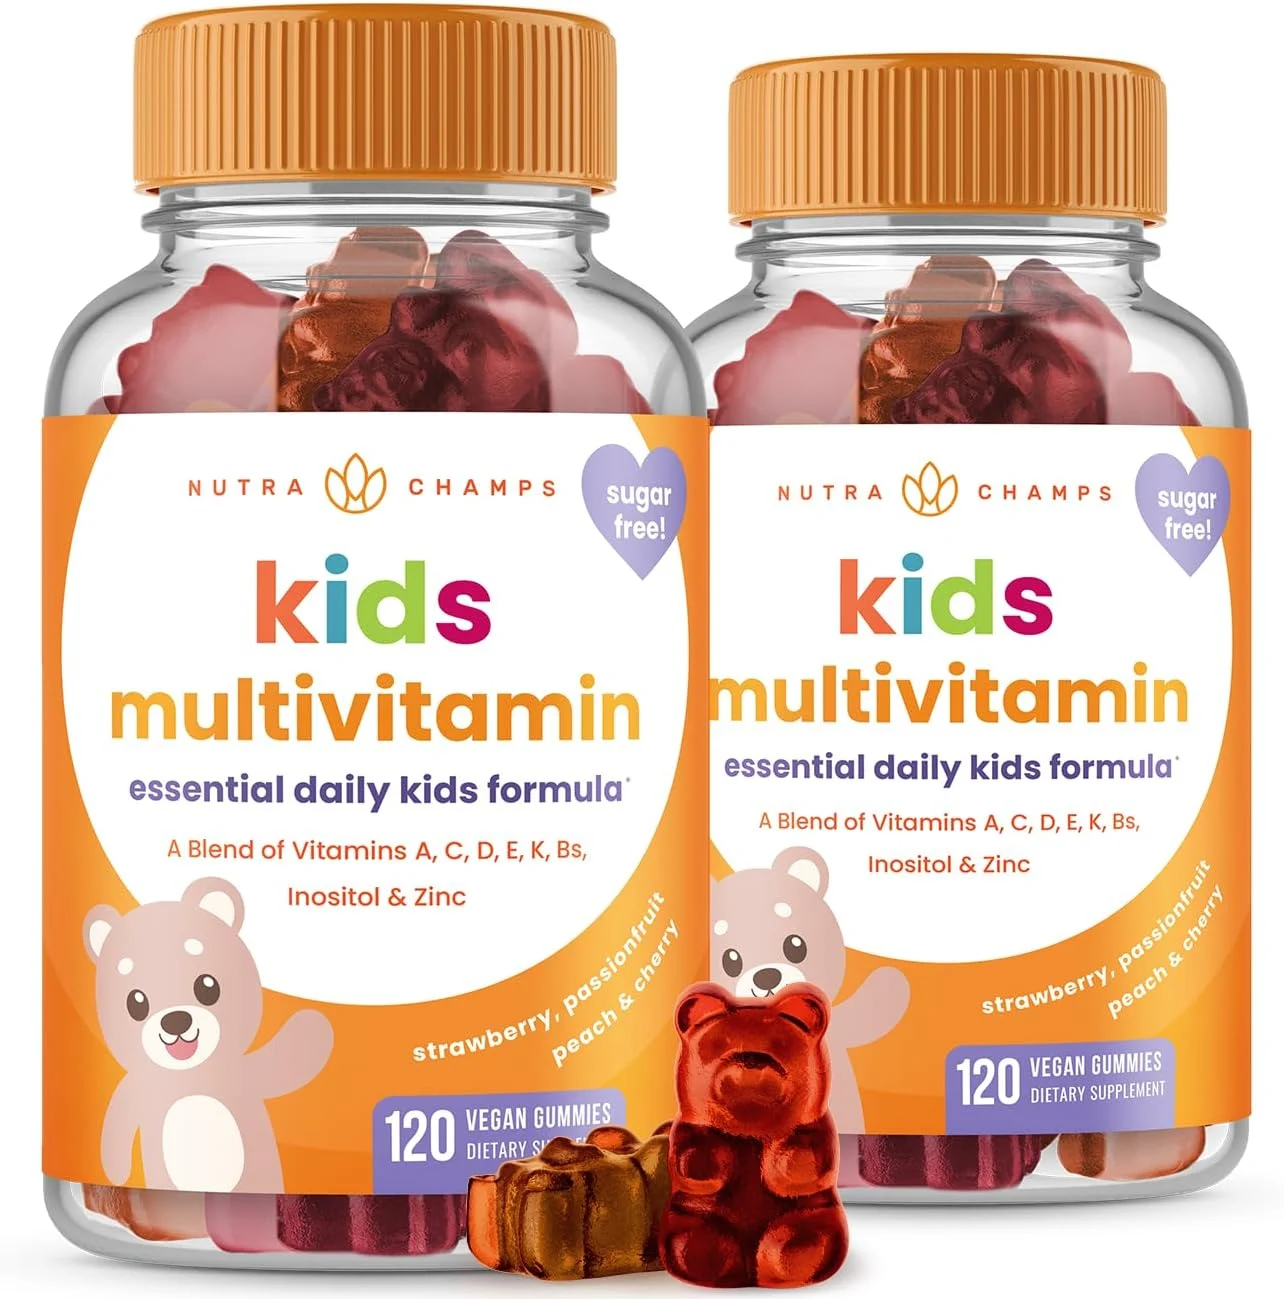 NUTRA CHAMPS
sugar
free!
kids
multivitamin
essential daily kids formula*
A Blend of Vitamins A, C, D, E, K, Bs,
Inositol & Zinc
strawberry, passionfruit
peach & cherry
120 VEGAN GUMMIES
DIETARY
NUTRA CHAMPS
sugar
free!
kids
multivitamin
essential daily kids formula*
A Blend of Vitamins A, C, D, E, K, Bs,
Inositol & Zinc
strawberry, passionfruit
peach & cherry
120 VEGAN GUMMIES
DIETARY SUPPLEMENT